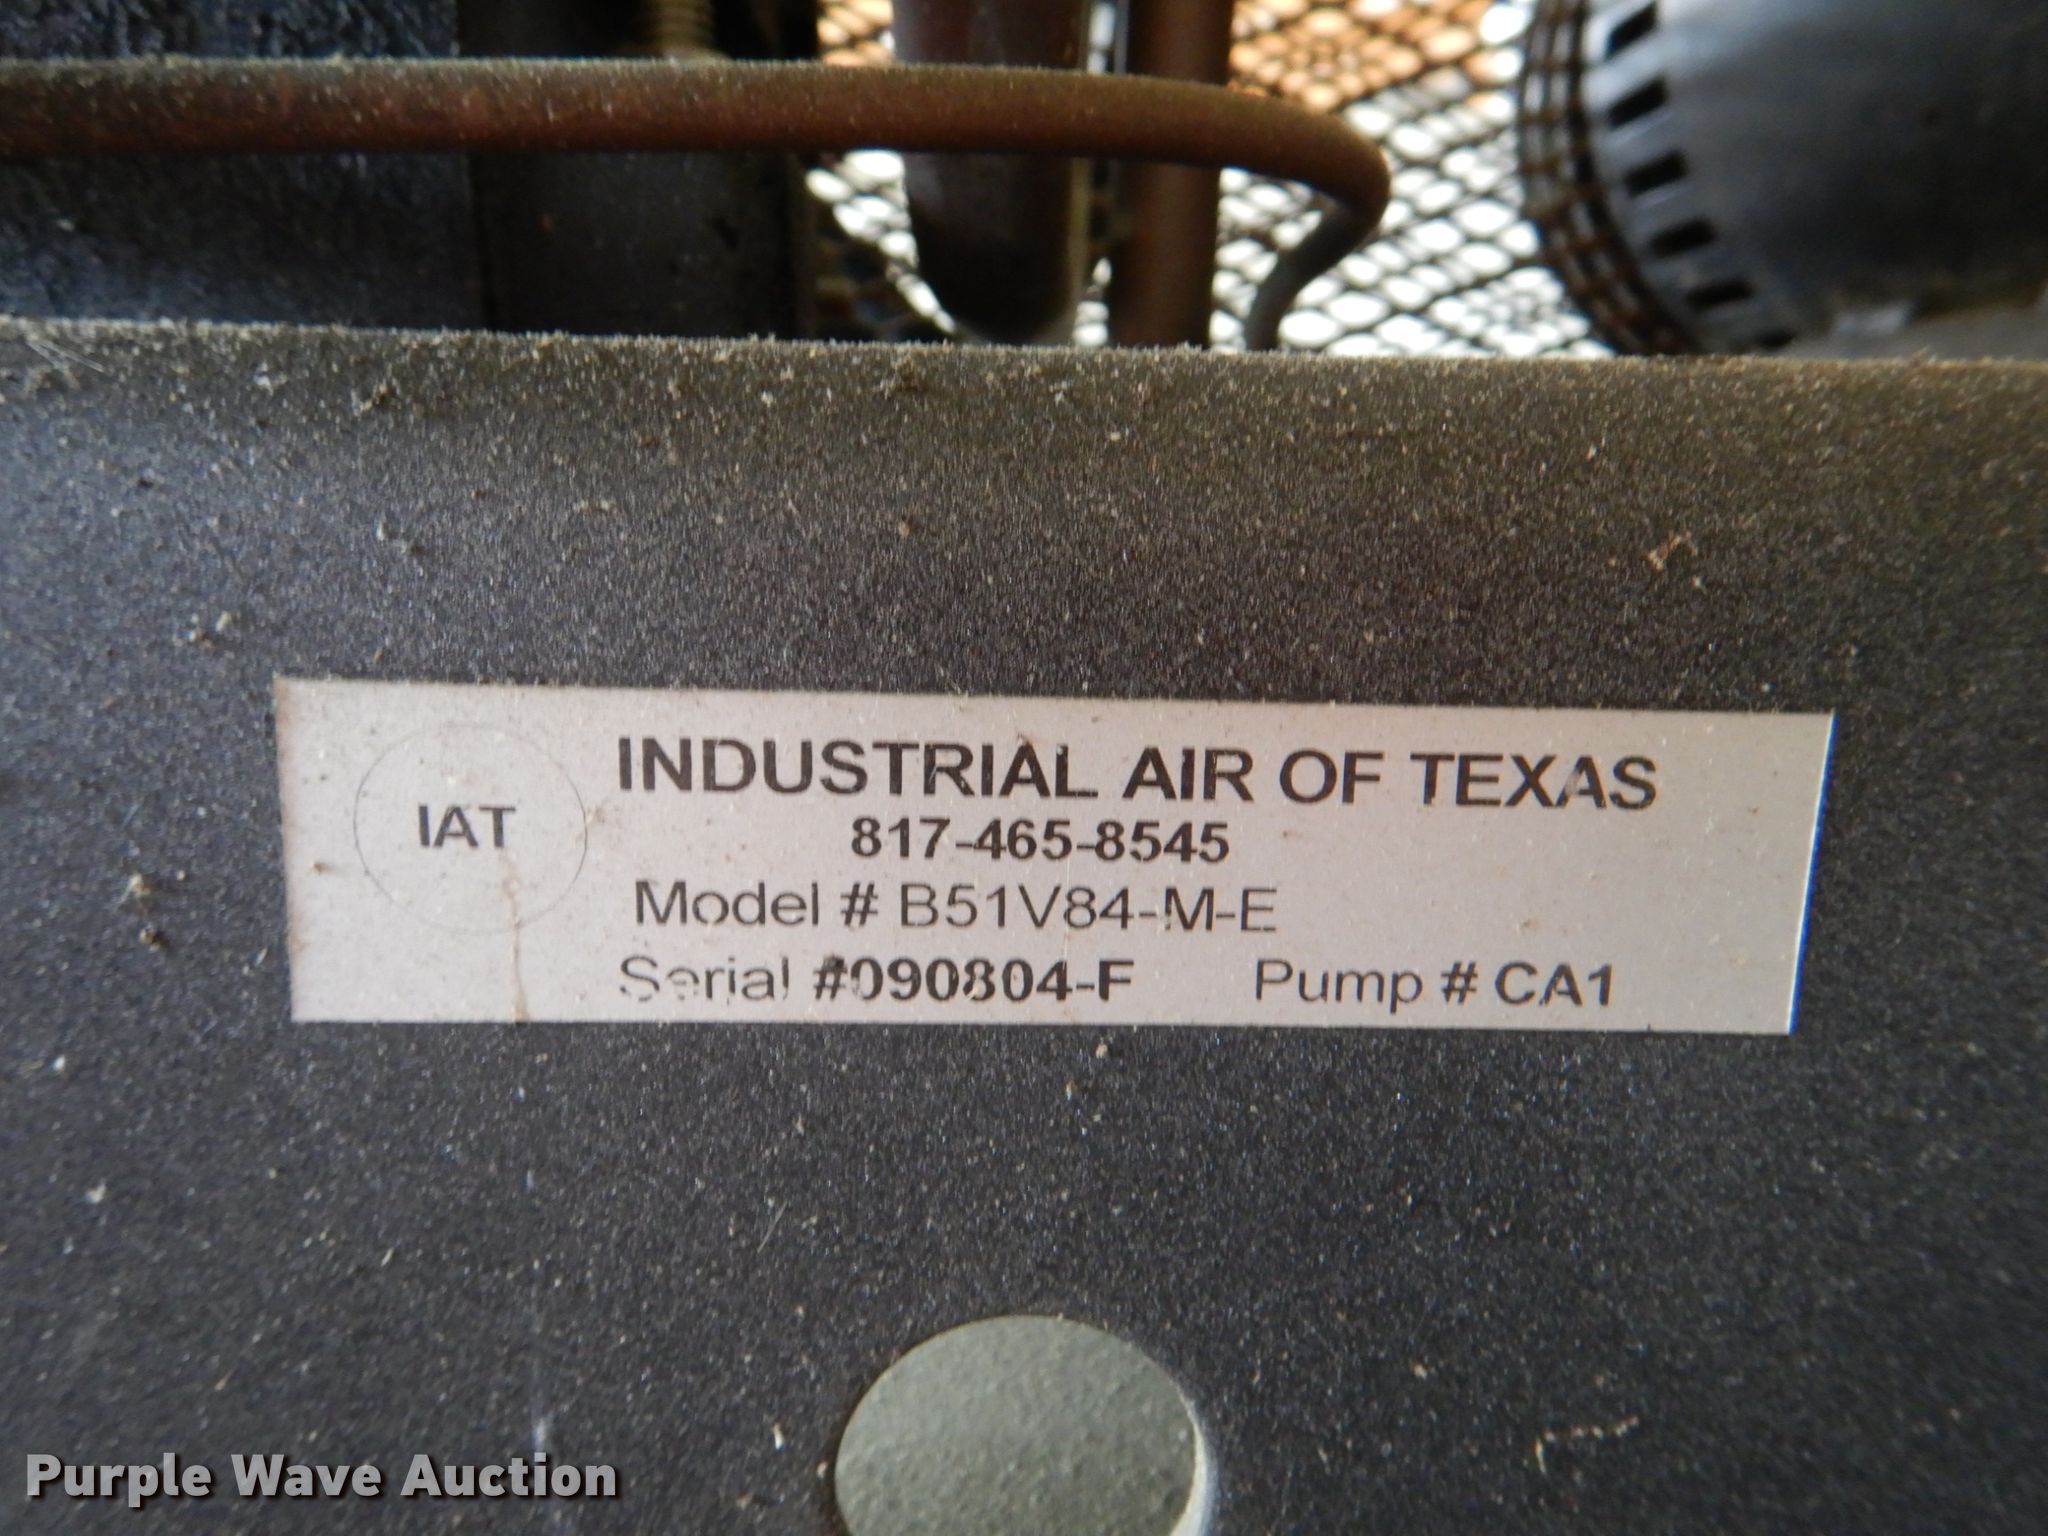 IAT
INDUSTRIAL AIR OF TEXAS
817-465-8545
Model # B51V84-M-E
Serial #090804-F Pump # CA1
Purple Wave Auction